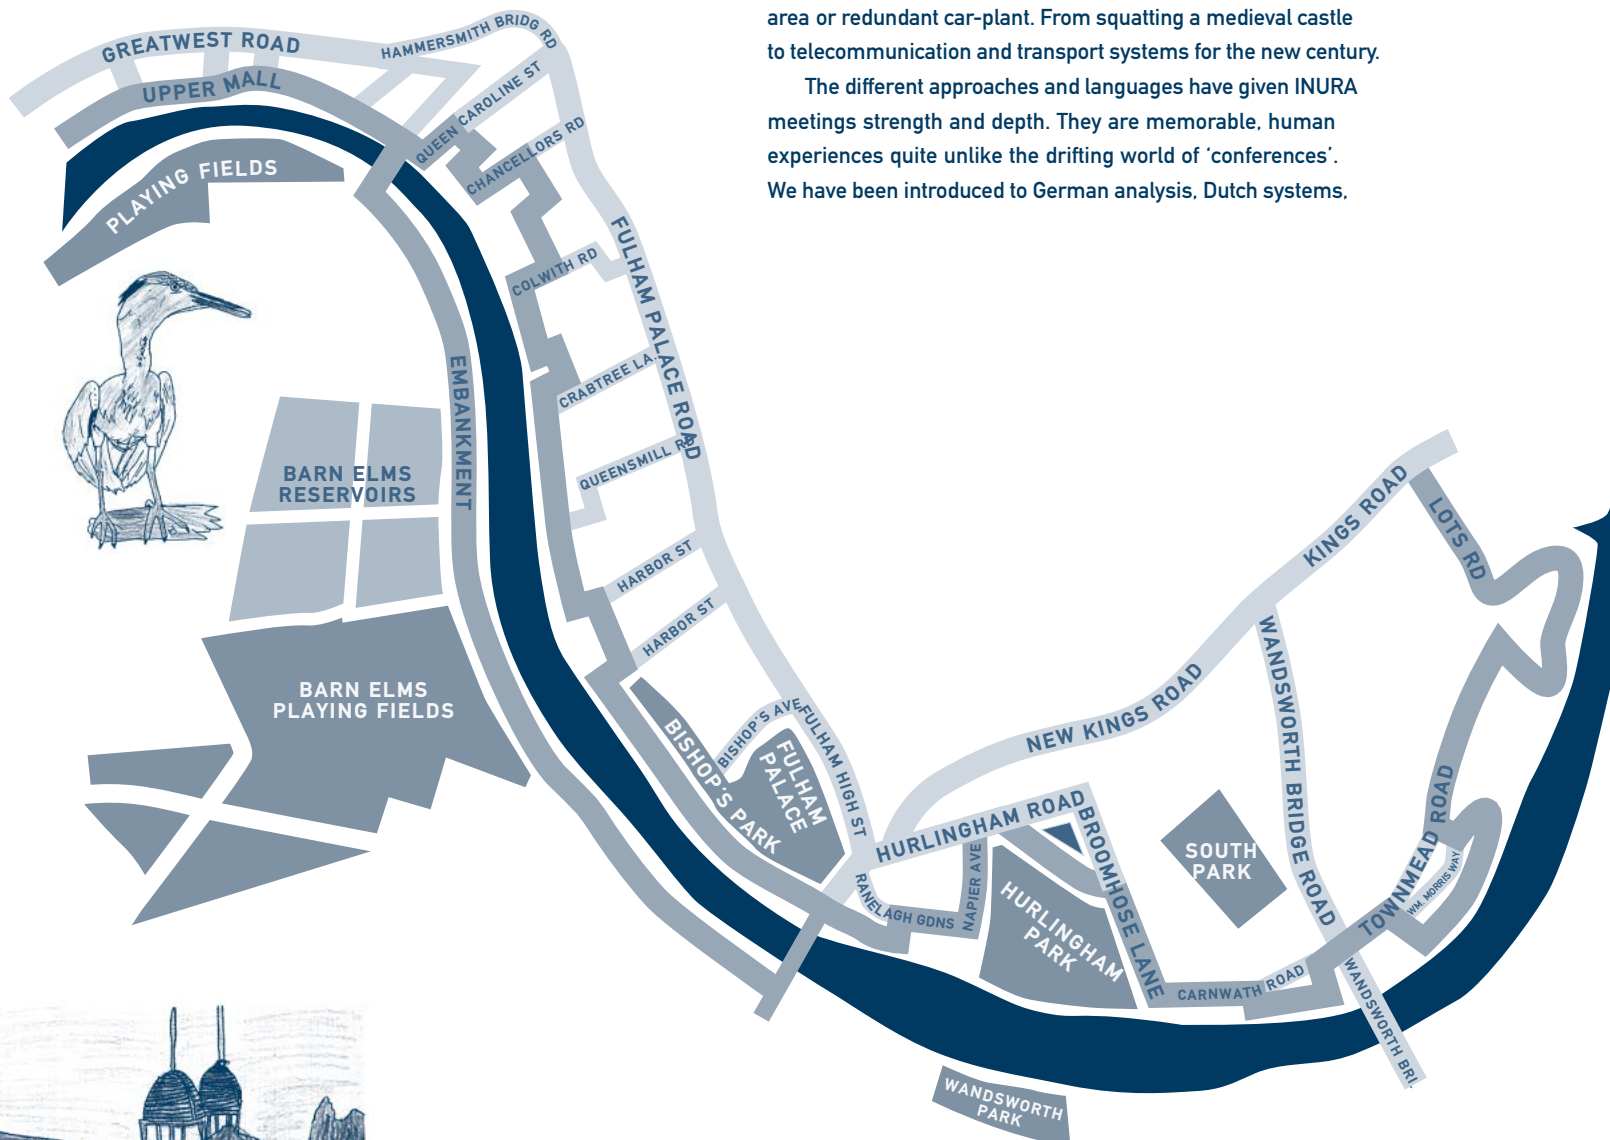 area or redundant car-plant. From squatting a medieval castle
to telecommunication and transport systems for the new century.
The different approaches and languages have given INURA
meetings strength and depth. They are memorable, human
experiences quite unlike the drifting world of ‘conferences’.
We have been introduced to German analysis, Dutch systems,
GREATWEST ROAD
HAMMERSMITH BRIDG RD
UPPER MALL
QUEEN CAROLINE ST
CHANCELLORS RD
PLAYING FIELDS
FULHAM PALACE ROAD
COLWITH RD
EMBANKMENT
CRABTREE LA.
QUEENSMILL RD
BARN ELMS
RESERVOIRS
HARBOR ST
HARBOR ST
BARN ELMS
PLAYING FIELDS
BISHOP'S PARK
BISHOP'S AVE
FULHAM
PALACE
FULHAM HIGH ST
KINGS ROAD
LOTS RD
NEW KINGS ROAD
WANDSWORTH BRIDGE ROAD
HURLINGHAM ROAD
BROOMHOSE LANE
RANELAGH GDNS
NAPIER AVE
HURLINGHAM
PARK
SOUTH
PARK
TOWNMEAD ROAD
WM. MORRIS WAY
CARNWATH ROAD
WANDSWORTH BRI.
WANDSWORTH
PARK